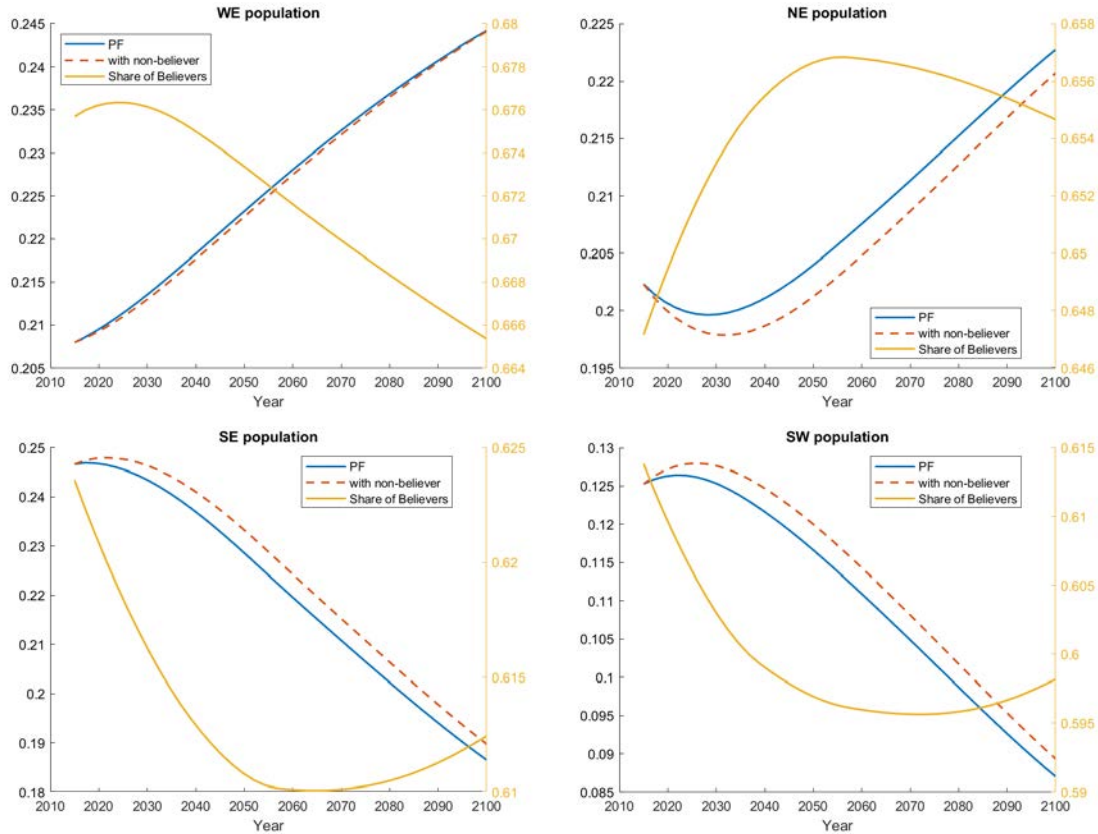 WE population
0.245
0.24
0.235
0.23
0.225
0.22
0.215
0.21
0.205
PF
with non-believer
Share of Believers
0.68
0.678
0.676
0.674
0.672
0.67
0.668
0.666
0.664
2010 2020 2030 2040 2050 2060 2070 2080 2090 2100
Year
NE population
0.225
0.22
0.215
0.21
0.205
0.2
0.195
PF
with non-believer
Share of Believers
0.658
0.656
0.654
0.652
0.65
0.648
0.646
2010 2020 2030 2040 2050 2060 2070 2080 2090 2100
Year
SE population
0.25
0.24
0.23
0.22
0.21
0.2
0.19
0.18
PF
with non-believer
Share of Believers
0.625
0.62
0.615
0.61
2010 2020 2030 2040 2050 2060 2070 2080 2090 2100
Year
SW population
0.13
0.125
0.12
0.115
0.11
0.105
0.1
0.095
0.09
0.085
PF
with non-believer
Share of Believers
0.615
0.61
0.605
0.6
0.595
0.59
2010 2020 2030 2040 2050 2060 2070 2080 2090 2100
Year